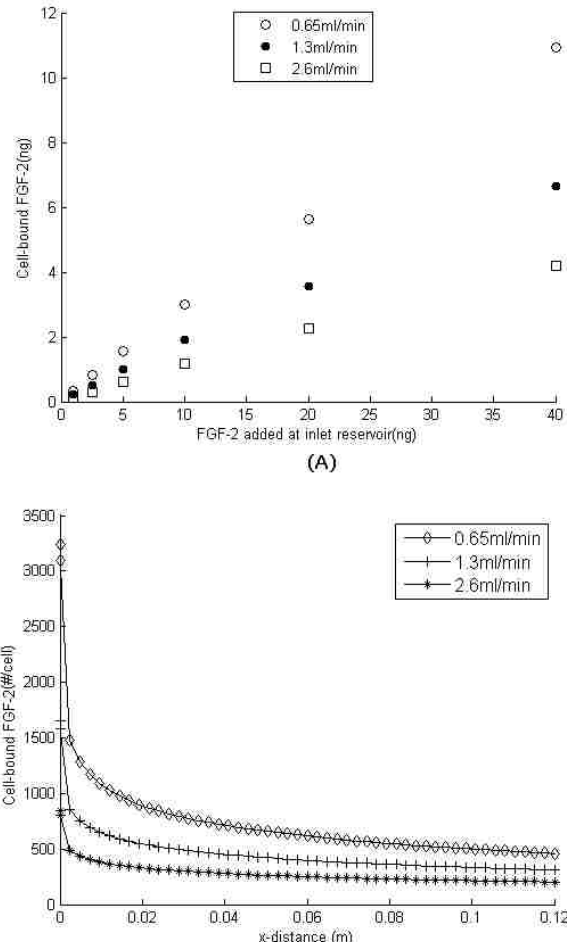 12
10
8
6
4
2
0
Cell-bound FGF-2(ng)
0.65ml/min
1.3ml/min
2.6ml/min
0 5 10 15 20 25 30 35 40
FGF-2 added at inlet reservoir(ng)
(A)
3500
3000
2500
2000
1500
1000
500
0
Cell-bound FGF-2(#/cell)
0.65ml/min
1.3ml/min
2.6ml/min
0 0.02 0.04 0.06 0.08 0.1 0.12
x-distance (m)